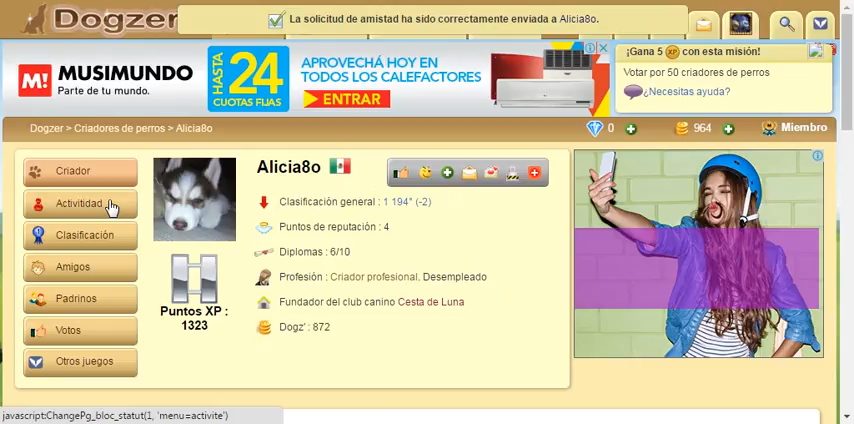 Dogzer
La solicitud de amistad ha sido correctamente enviada a Alicia8o.
M! MUSIMUNDO
Parte de tu mundo.
HASTA 24 CUOTAS FIJAS
APROVECHÁ HOY EN
TODOS LOS CALEFACTORES
ENTRAR
¡Gana 5 XP con esta misión!
Votar por 50 criadores de perros
¿Necesitas ayuda?
Dogzer > Criadores de perros > Alicia8o
0
964
Miembro
Criador
Actividad
Clasificación
Amigos
Padrinos
Votos
Otros juegos
Puntos XP :
1323
Alicia8o
Clasificación general : 1 194° (-2)
Puntos de reputación : 4
Diplomas : 6/10
Profesión : Criador profesional, Desempleado
Fundador del club canino Cesta de Luna
Dogz' : 872
javascript:ChangePg_bloc_statut(1, 'menu=activite')